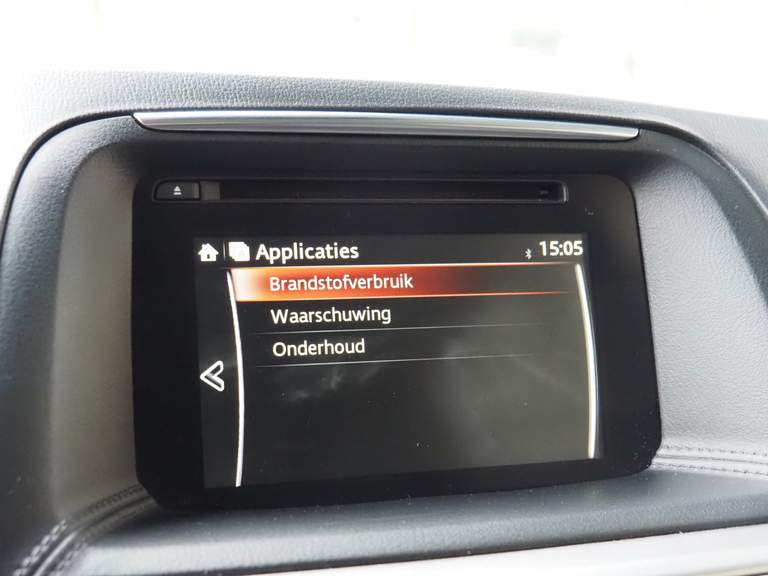 Applicaties 15:05
Brandstofverbruik
Waarschuwing
Onderhoud